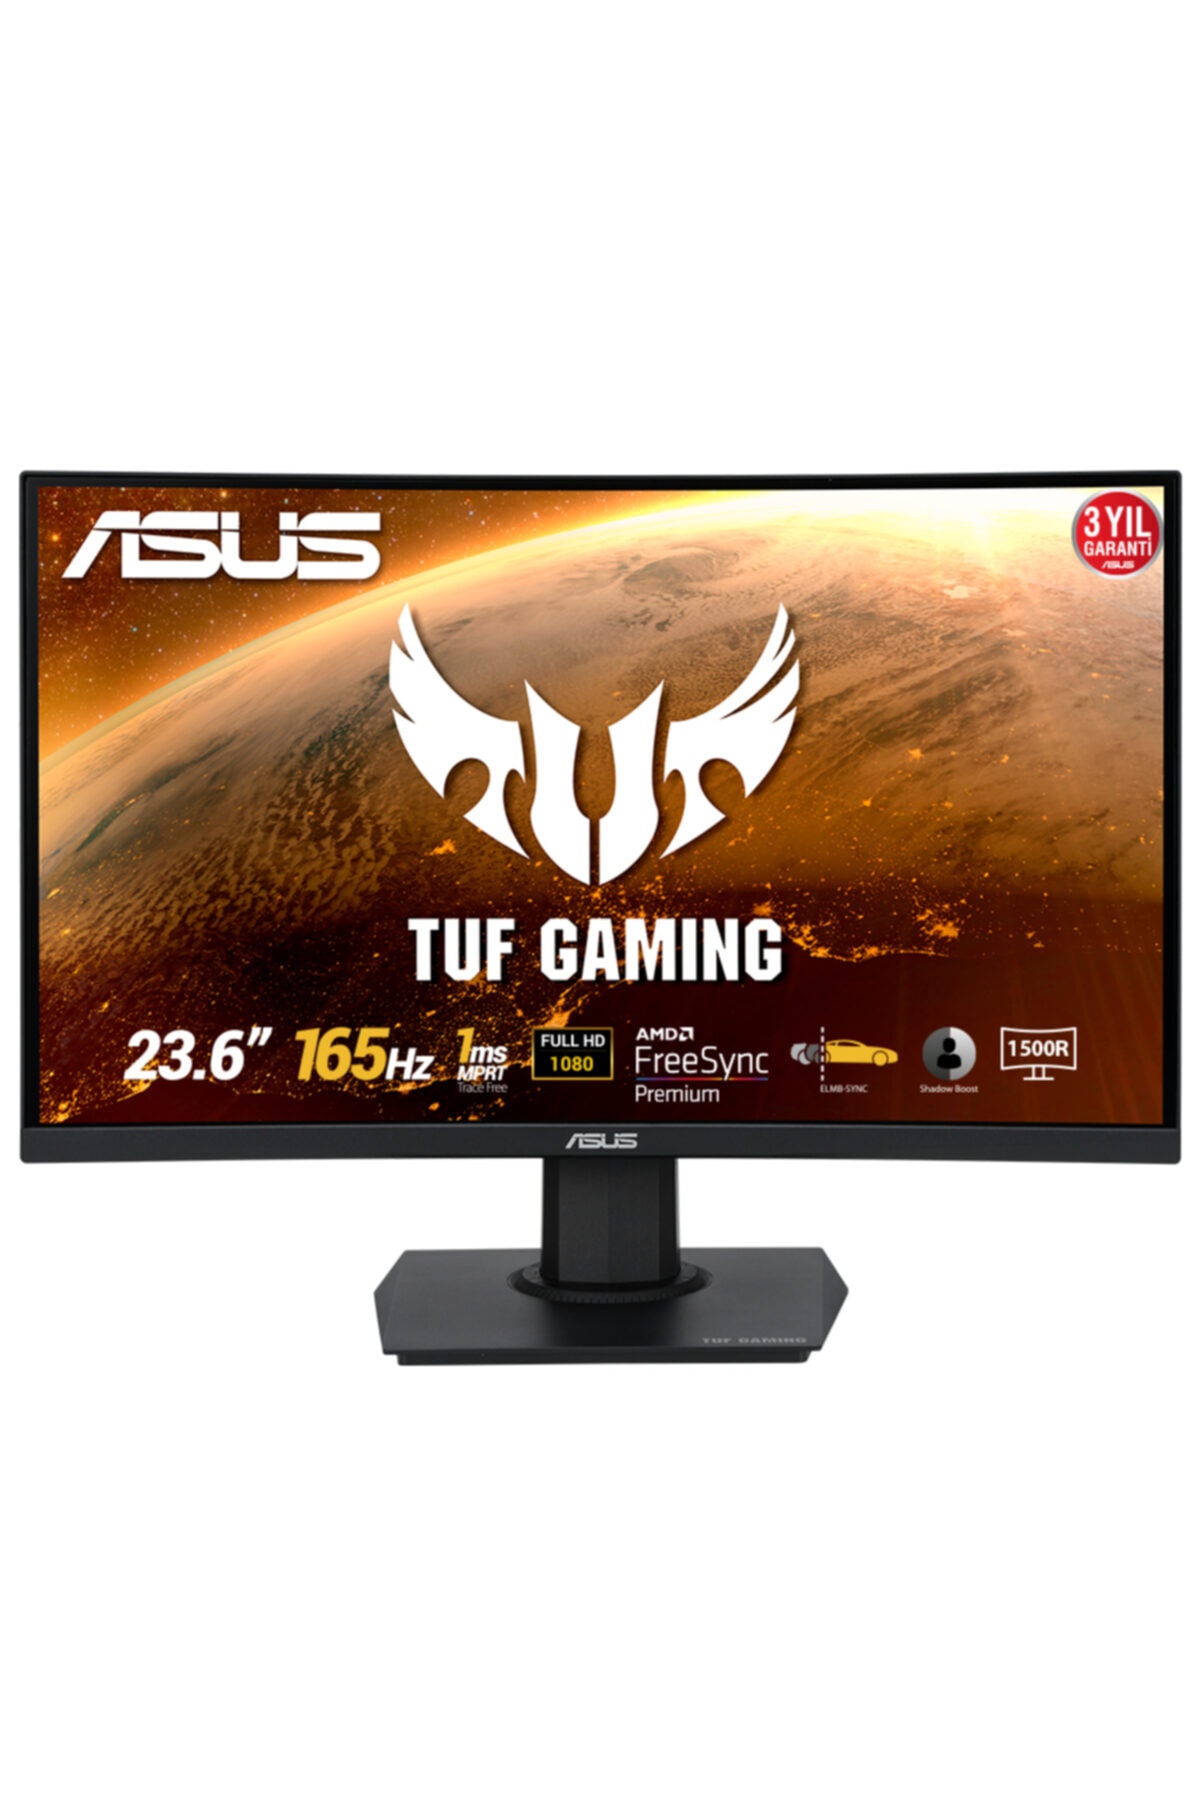 ASUS
3 YIL
GARANTİ
ASUS
TUF GAMING
23.6”
165Hz
1ms
MPRT
Trace Free
FULL HD
1080
AMD
FreeSync
Premium
ELMB-SYNC
Shadow Boost
1500R
ASUS
TUF GAMING